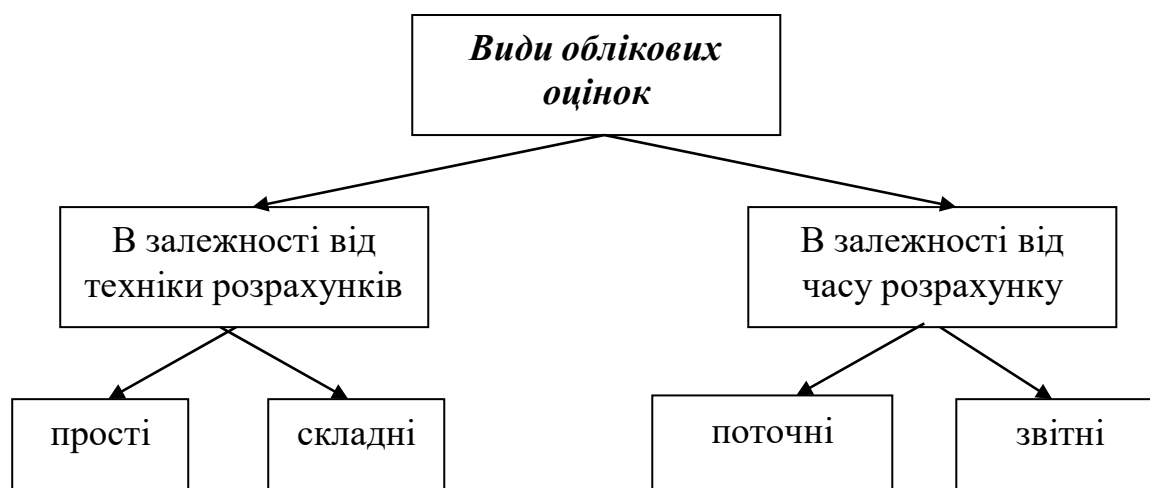 Види облікових
оцінок
В залежності від
техніки розрахунків
В залежності від
часу розрахунку
прості
складні
поточні
звітні